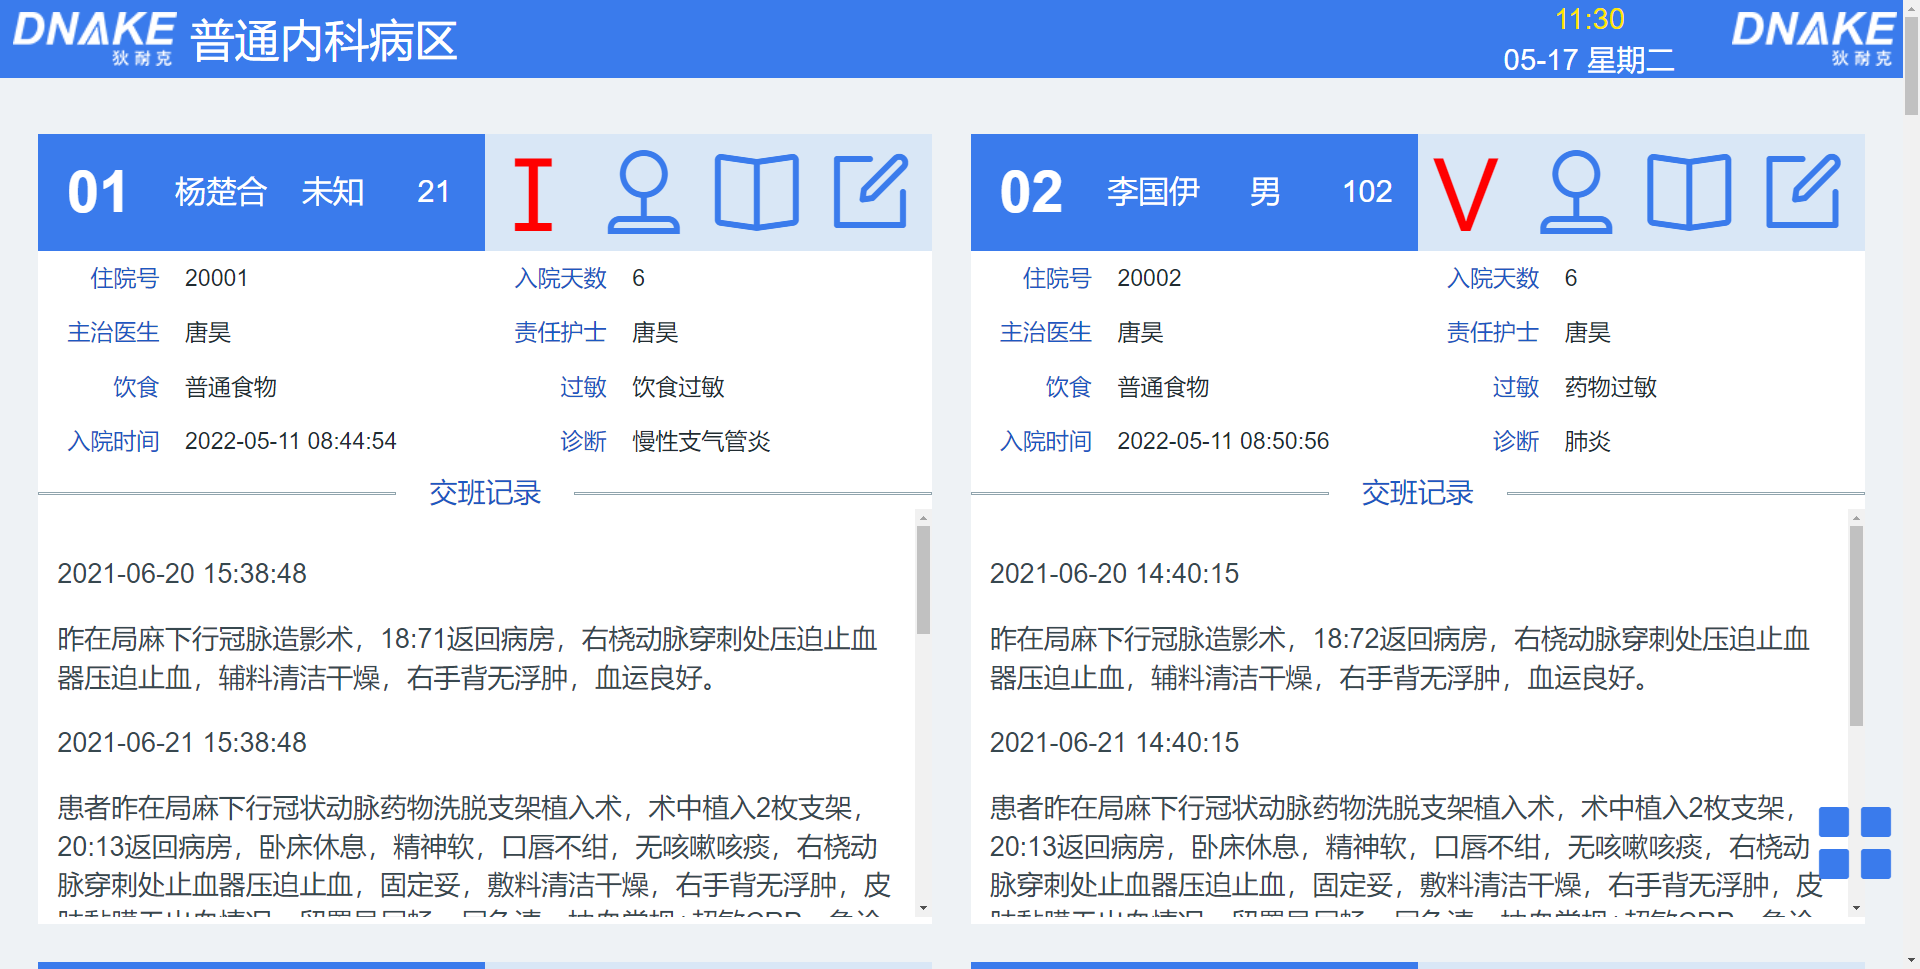 DNAKE
狄耐克
普通内科病区
11:30
05-17 星期二
DNAKE
狄耐克
01 杨楚合 未知 21 I
住院号 20001 入院天数 6
主治医生 唐昊 责任护士 唐昊
饮食 普通食物 过敏 饮食过敏
入院时间 2022-05-11 08:44:54 诊断 慢性支气管炎
交班记录
2021-06-20 15:38:48
昨在局麻下行冠脉造影术，18:71返回病房，右桡动脉穿刺处压迫止血
器压迫止血，辅料清洁干燥，右手背无浮肿，血运良好。
2021-06-21 15:38:48
患者昨在局麻下行冠状动脉药物洗脱支架植入术，术中植入2枚支架，
20:13返回病房，卧床休息，精神软，口唇不绀，无咳嗽咳痰，右桡动
脉穿刺处止血器压迫止血，固定妥，敷料清洁干燥，右手背无浮肿，皮
02 李国伊 男 102 V
住院号 20002 入院天数 6
主治医生 唐昊 责任护士 唐昊
饮食 普通食物 过敏 药物过敏
入院时间 2022-05-11 08:50:56 诊断 肺炎
交班记录
2021-06-20 14:40:15
昨在局麻下行冠脉造影术，18:72返回病房，右桡动脉穿刺处压迫止血
器压迫止血，辅料清洁干燥，右手背无浮肿，血运良好。
2021-06-21 14:40:15
患者昨在局麻下行冠状动脉药物洗脱支架植入术，术中植入2枚支架，
20:13返回病房，卧床休息，精神软，口唇不绀，无咳嗽咳痰，右桡动
脉穿刺处止血器压迫止血，固定妥，敷料清洁干燥，右手背无浮肿，皮